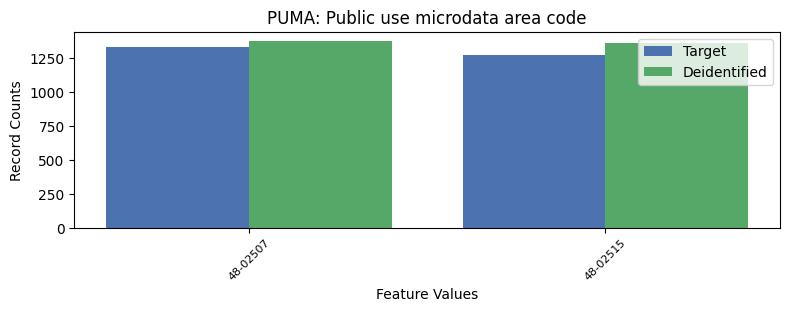 PUMA: Public use microdata area code
Record Counts
1250
1000
750
500
250
0
Target
Deidentified
48-02507
48-02515
Feature Values